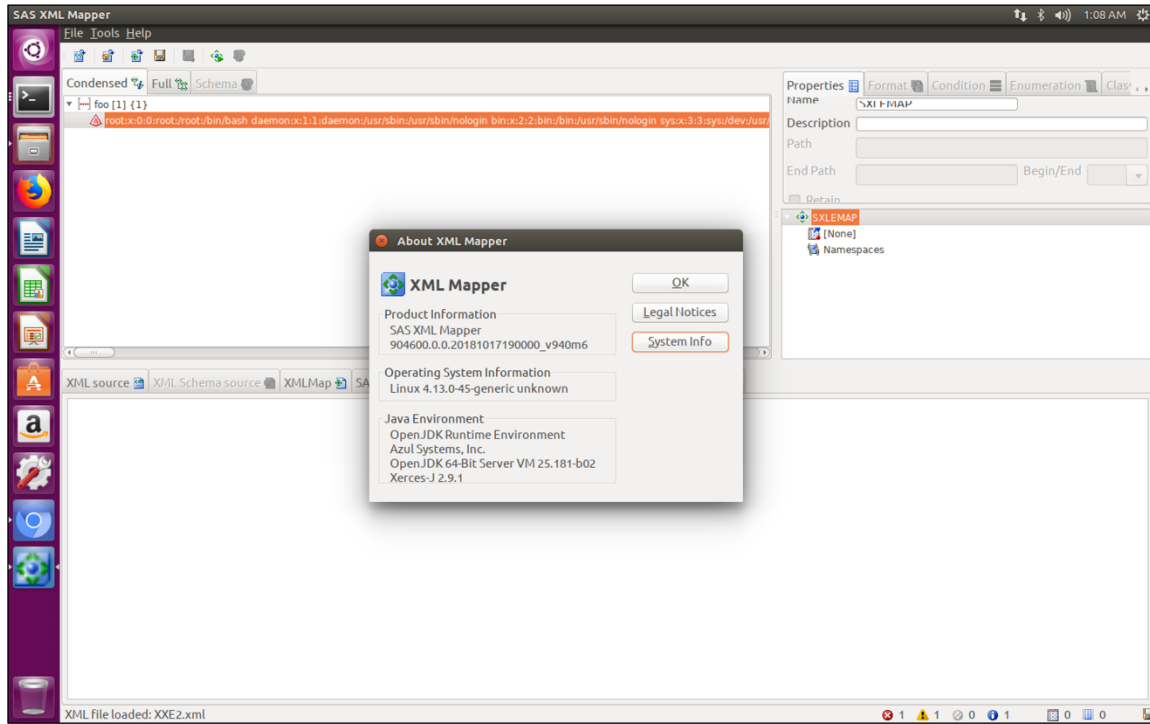 SAS XML Mapper
1:08 AM
File Tools Help
Condensed Full Schema
foo [1] {1}
root:x:0:0:root:/root:/bin/bash daemon:x:1:1:daemon:/usr/sbin:/usr/sbin/nologin bin:x:2:2:bin:/bin:/usr/sbin/nologin sys:x:3:3:sys:/dev:/usr/
Properties Format Condition Enumeration Clas
Name SXLEMAP
Description
Path
End Path Begin/End
Retain
SXLEMAP
[None]
Namespaces
About XML Mapper
XML Mapper
OK
Product Information
Legal Notices
SAS XML Mapper
904600.0.0.20181017190000_v940m6
System Info
Operating System Information
Linux 4.13.0-45-generic unknown
Java Environment
OpenJDK Runtime Environment
Azul Systems, Inc.
OpenJDK 64-Bit Server VM 25.181-b02
Xerces-J 2.9.1
XML source XML Schema source XMLMap SA
XML file loaded: XXE2.xml
1 1 0 0 1 0 0